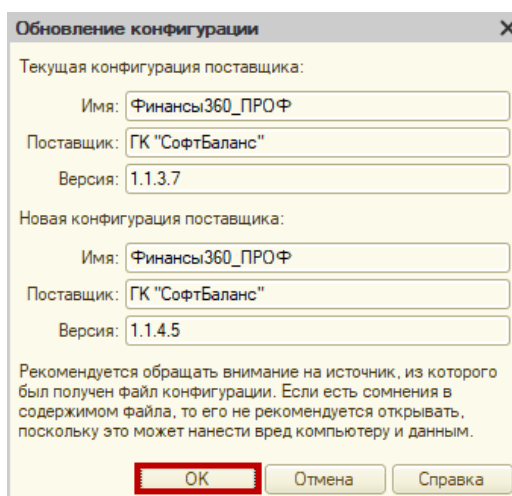 Обновление конфигурации
Текущая конфигурация поставщика:
Имя: Финансы360_ПРОФ
Поставщик: ГК "СофтБаланс"
Версия: 1.1.3.7
Новая конфигурация поставщика:
Имя: Финансы360_ПРОФ
Поставщик: ГК "СофтБаланс"
Версия: 1.1.4.5
Рекомендуется обращать внимание на источник, из которого
был получен файл конфигурации. Если есть сомнения в
содержимом файла, то его не рекомендуется открывать,
поскольку это может нанести вред компьютеру и данным.
ОК Отмена Справка